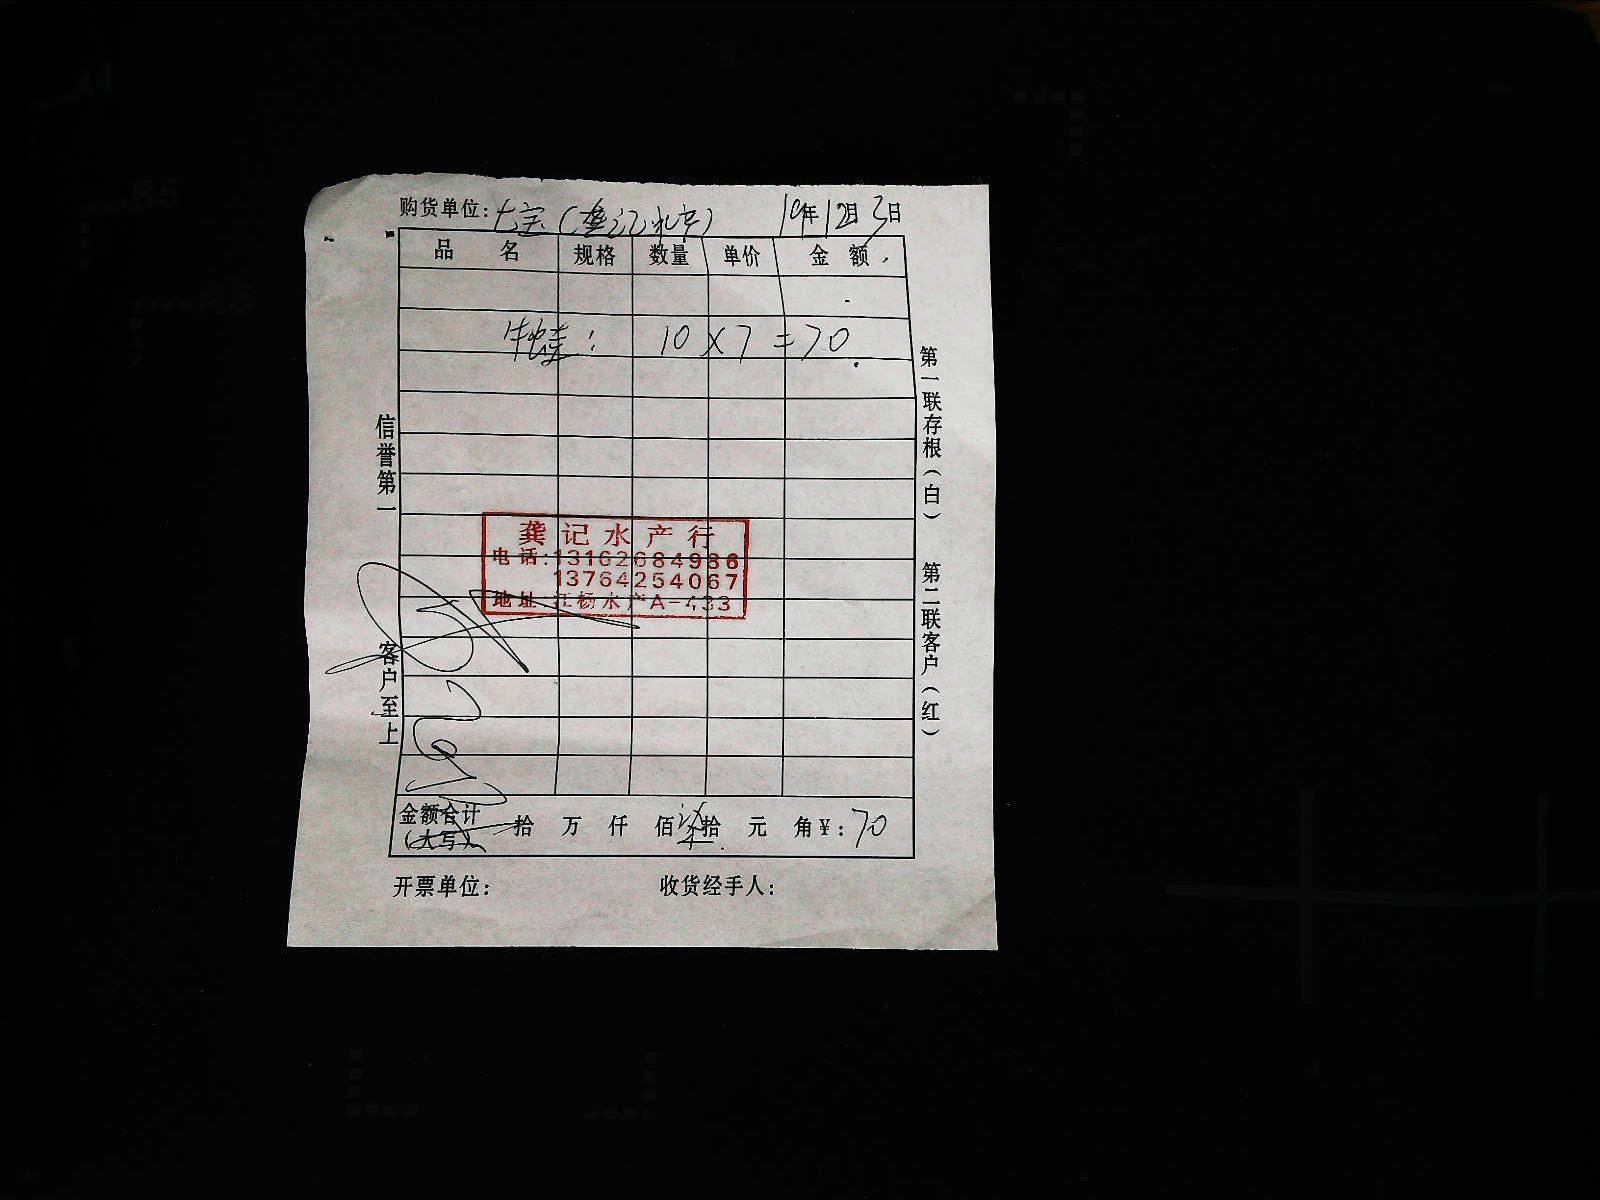 购货单位：七宝（龚记水产） 19年12月3日
品名 规格 数量 单价 金额
牛蛙： 10×7=70
信誉第一 客户至上
第一联存根（白） 第二联客户（红）
龚记水产行
电话：13162684986
13764254067
地址：江杨水产A-433
金额合计（大写） 拾 万 仟 佰 柒拾 元 角 ¥：70
开票单位： 收货经手人：